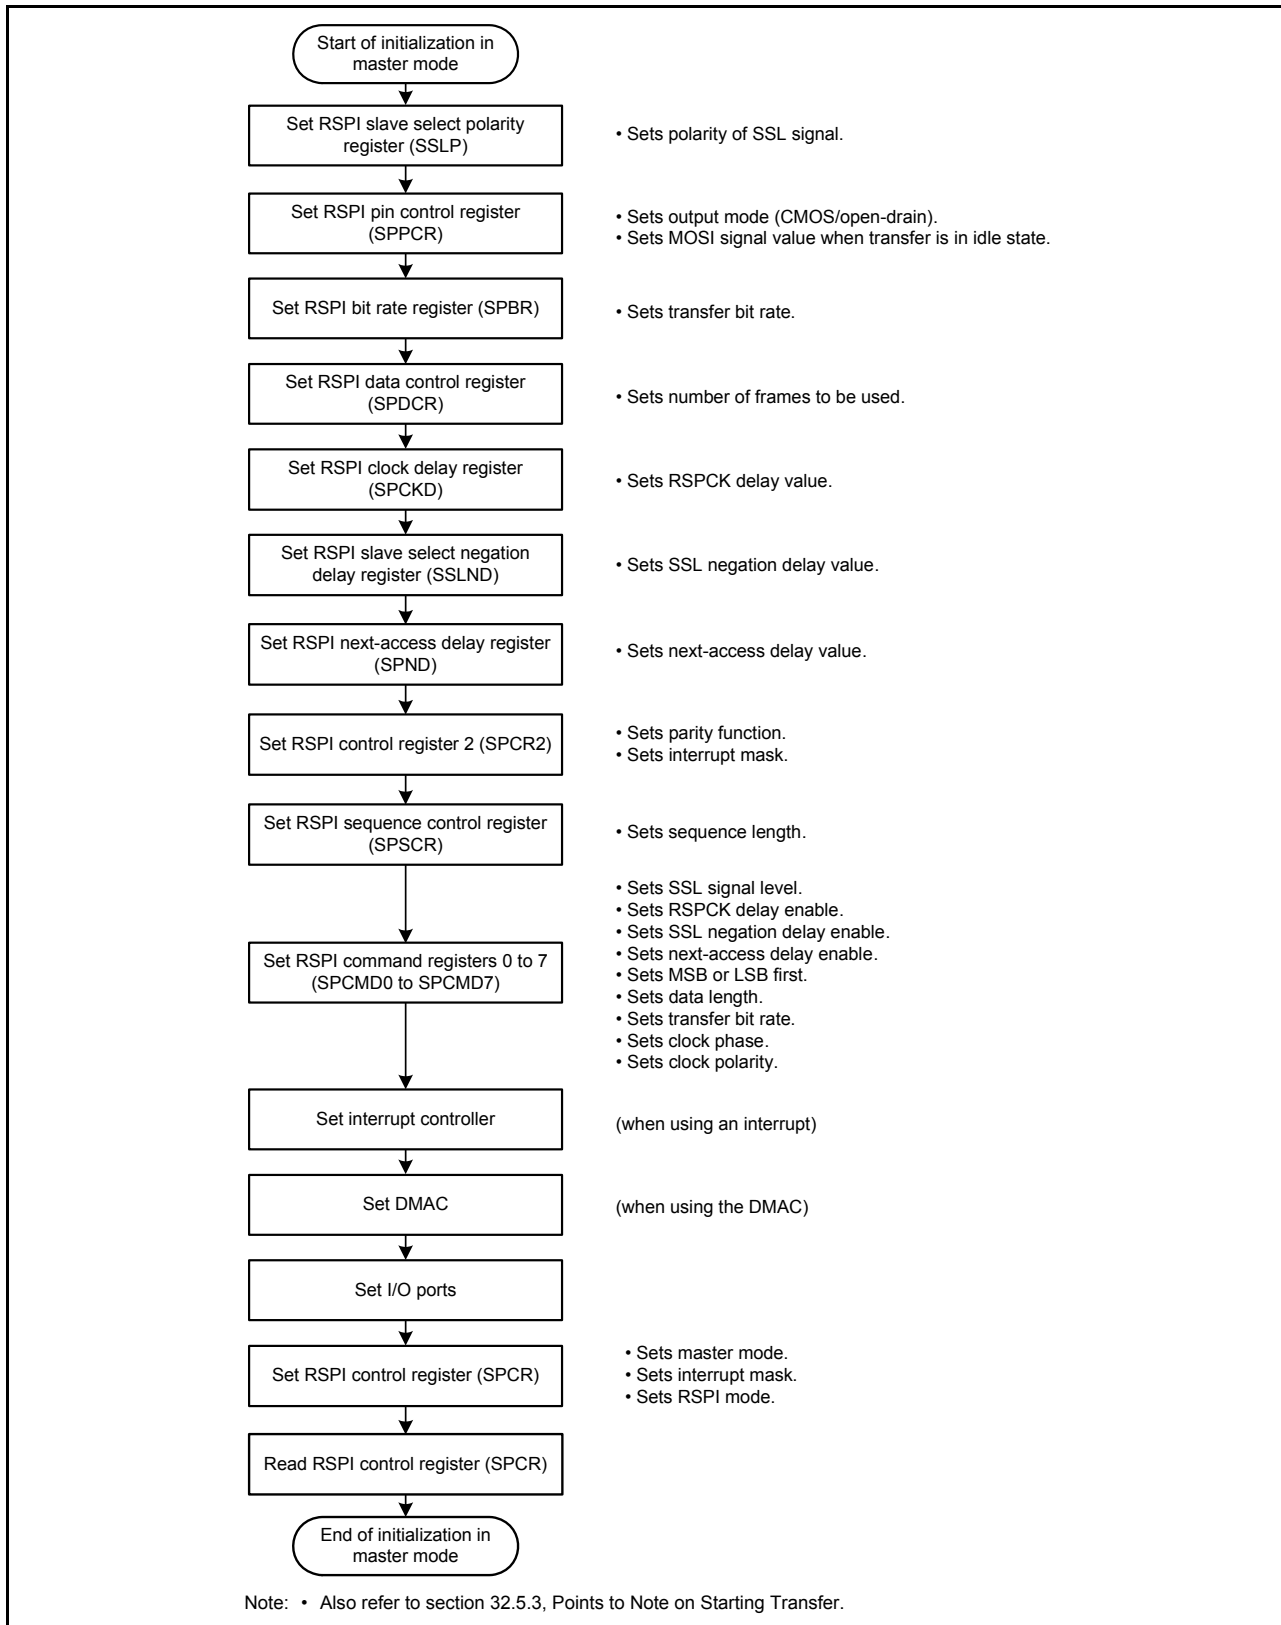 Start of initialization in
master mode
Set RSPI slave select polarity
register (SSLP)
• Sets polarity of SSL signal.
Set RSPI pin control register
(SPPCR)
• Sets output mode (CMOS/open-drain).
• Sets MOSI signal value when transfer is in idle state.
Set RSPI bit rate register (SPBR)
• Sets transfer bit rate.
Set RSPI data control register
(SPDCR)
• Sets number of frames to be used.
Set RSPI clock delay register
(SPCKD)
• Sets RSPCK delay value.
Set RSPI slave select negation
delay register (SSLND)
• Sets SSL negation delay value.
Set RSPI next-access delay register
(SPND)
• Sets next-access delay value.
Set RSPI control register 2 (SPCR2)
• Sets parity function.
• Sets interrupt mask.
Set RSPI sequence control register
(SPSCR)
• Sets sequence length.
Set RSPI command registers 0 to 7
(SPCMD0 to SPCMD7)
• Sets SSL signal level.
• Sets RSPCK delay enable.
• Sets SSL negation delay enable.
• Sets next-access delay enable.
• Sets MSB or LSB first.
• Sets data length.
• Sets transfer bit rate.
• Sets clock phase.
• Sets clock polarity.
Set interrupt controller
(when using an interrupt)
Set DMAC
(when using the DMAC)
Set I/O ports
Set RSPI control register (SPCR)
• Sets master mode.
• Sets interrupt mask.
• Sets RSPI mode.
Read RSPI control register (SPCR)
End of initialization in
master mode
Note: • Also refer to section 32.5.3, Points to Note on Starting Transfer.